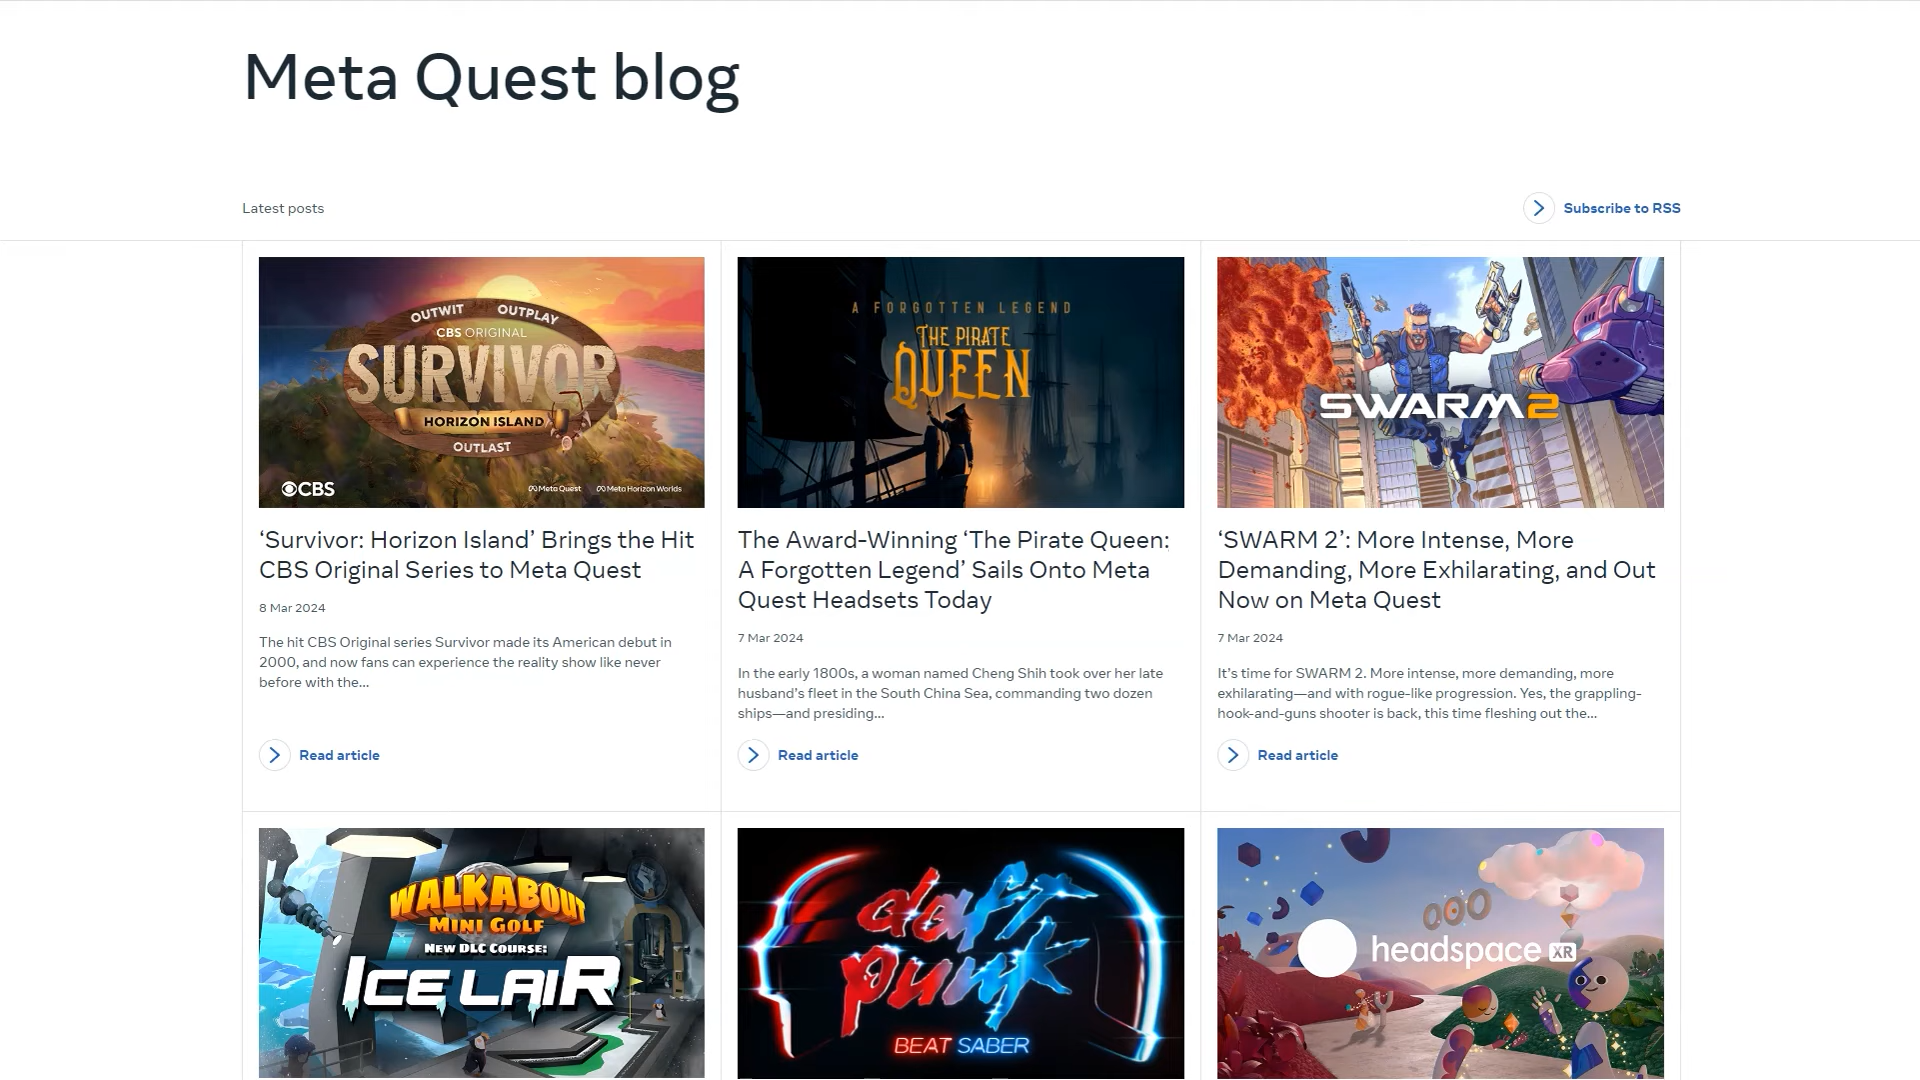 Meta Quest blog
Latest posts
Subscribe to RSS
OUTWIT OUTPLAY
CBS ORIGINAL
SURVIVOR
HORIZON ISLAND
OUTLAST
CBS
Meta Quest
Meta Horizon Worlds
‘Survivor: Horizon Island’ Brings the Hit
CBS Original Series to Meta Quest
8 Mar 2024
The hit CBS Original series Survivor made its American debut in
2000, and now fans can experience the reality show like never
before with the...
Read article
A FORGOTTEN LEGEND
THE PIRATE
QUEEN
The Award-Winning ‘The Pirate Queen:
A Forgotten Legend’ Sails Onto Meta
Quest Headsets Today
7 Mar 2024
In the early 1800s, a woman named Cheng Shih took over her late
husband’s fleet in the South China Sea, commanding two dozen
ships—and presiding...
Read article
SWARM2
‘SWARM 2’: More Intense, More
Demanding, More Exhilarating, and Out
Now on Meta Quest
7 Mar 2024
It’s time for SWARM 2. More intense, more demanding, more
exhilarating—and with rogue-like progression. Yes, the grappling-
hook-and-guns shooter is back, this time fleshing out the...
Read article
WALKABOUT
MINI GOLF
NEW DLC COURSE:
ICE LAIR
daft
punk
BEAT SABER
headspace XR